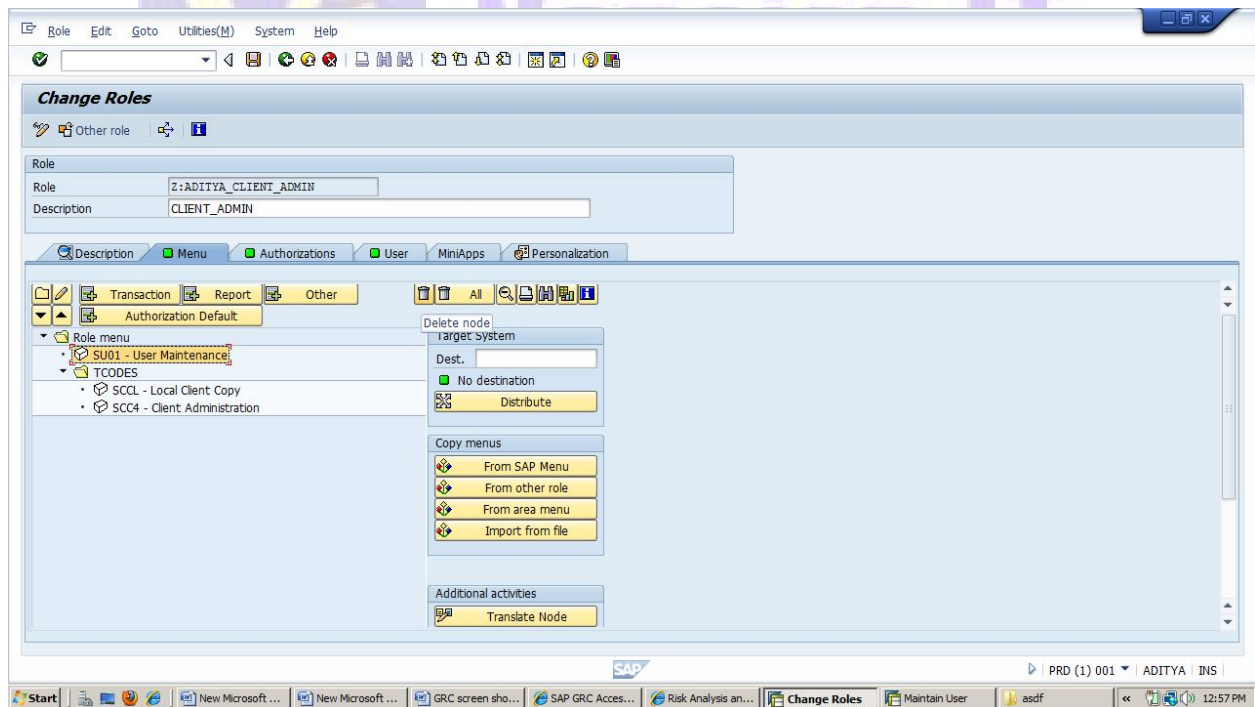 Role Edit Goto Utilities(M) System Help
Change Roles
Other role
Role
Role Z:ADITYA_CLIENT_ADMIN
Description CLIENT_ADMIN
Description Menu Authorizations User MiniApps Personalization
Transaction Report Other All
Authorization Default
Delete node
Role menu
SU01 - User Maintenance
TCODES
SCCL - Local Client Copy
SCC4 - Client Administration
Target System
Dest.
No destination
Distribute
Copy menus
From SAP Menu
From other role
From area menu
Import from file
Additional activities
Translate Node
SAP
PRD (1) 001 ADITYA INS
Start New Microsoft ... New Microsoft ... GRC screen sho... SAP GRC Acces... Risk Analysis an... Change Roles Maintain User asdf « 12:57 PM